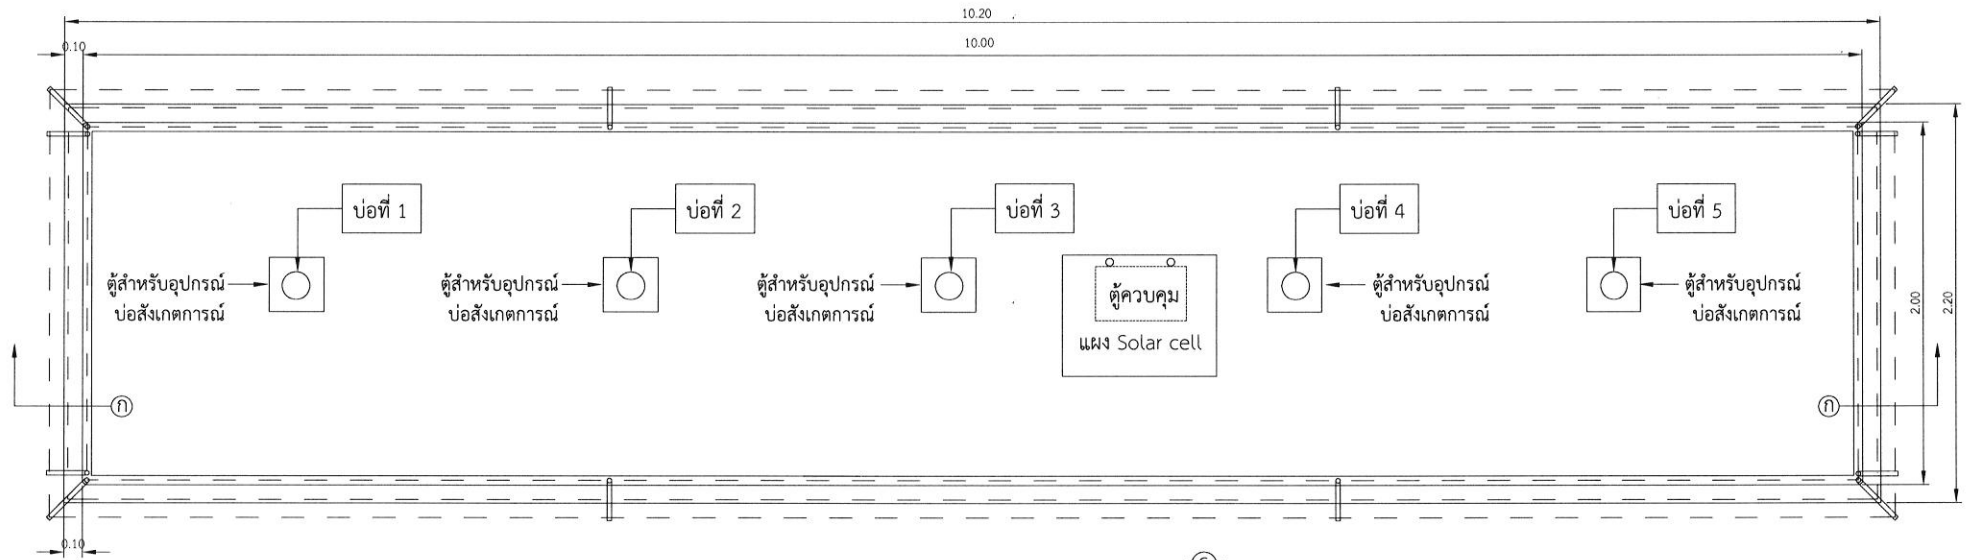 10.20
0.10
10.00
บ่อที่ 1
บ่อที่ 2
บ่อที่ 3
บ่อที่ 4
บ่อที่ 5
ตู้สำหรับอุปกรณ์
บ่อสังเกตการณ์
ตู้สำหรับอุปกรณ์
บ่อสังเกตการณ์
ตู้สำหรับอุปกรณ์
บ่อสังเกตการณ์
ตู้ควบคุม
แผง Solar cell
ตู้สำหรับอุปกรณ์
บ่อสังเกตการณ์
ตู้สำหรับอุปกรณ์
บ่อสังเกตการณ์
2.00
2.20
ก
ก
0.10